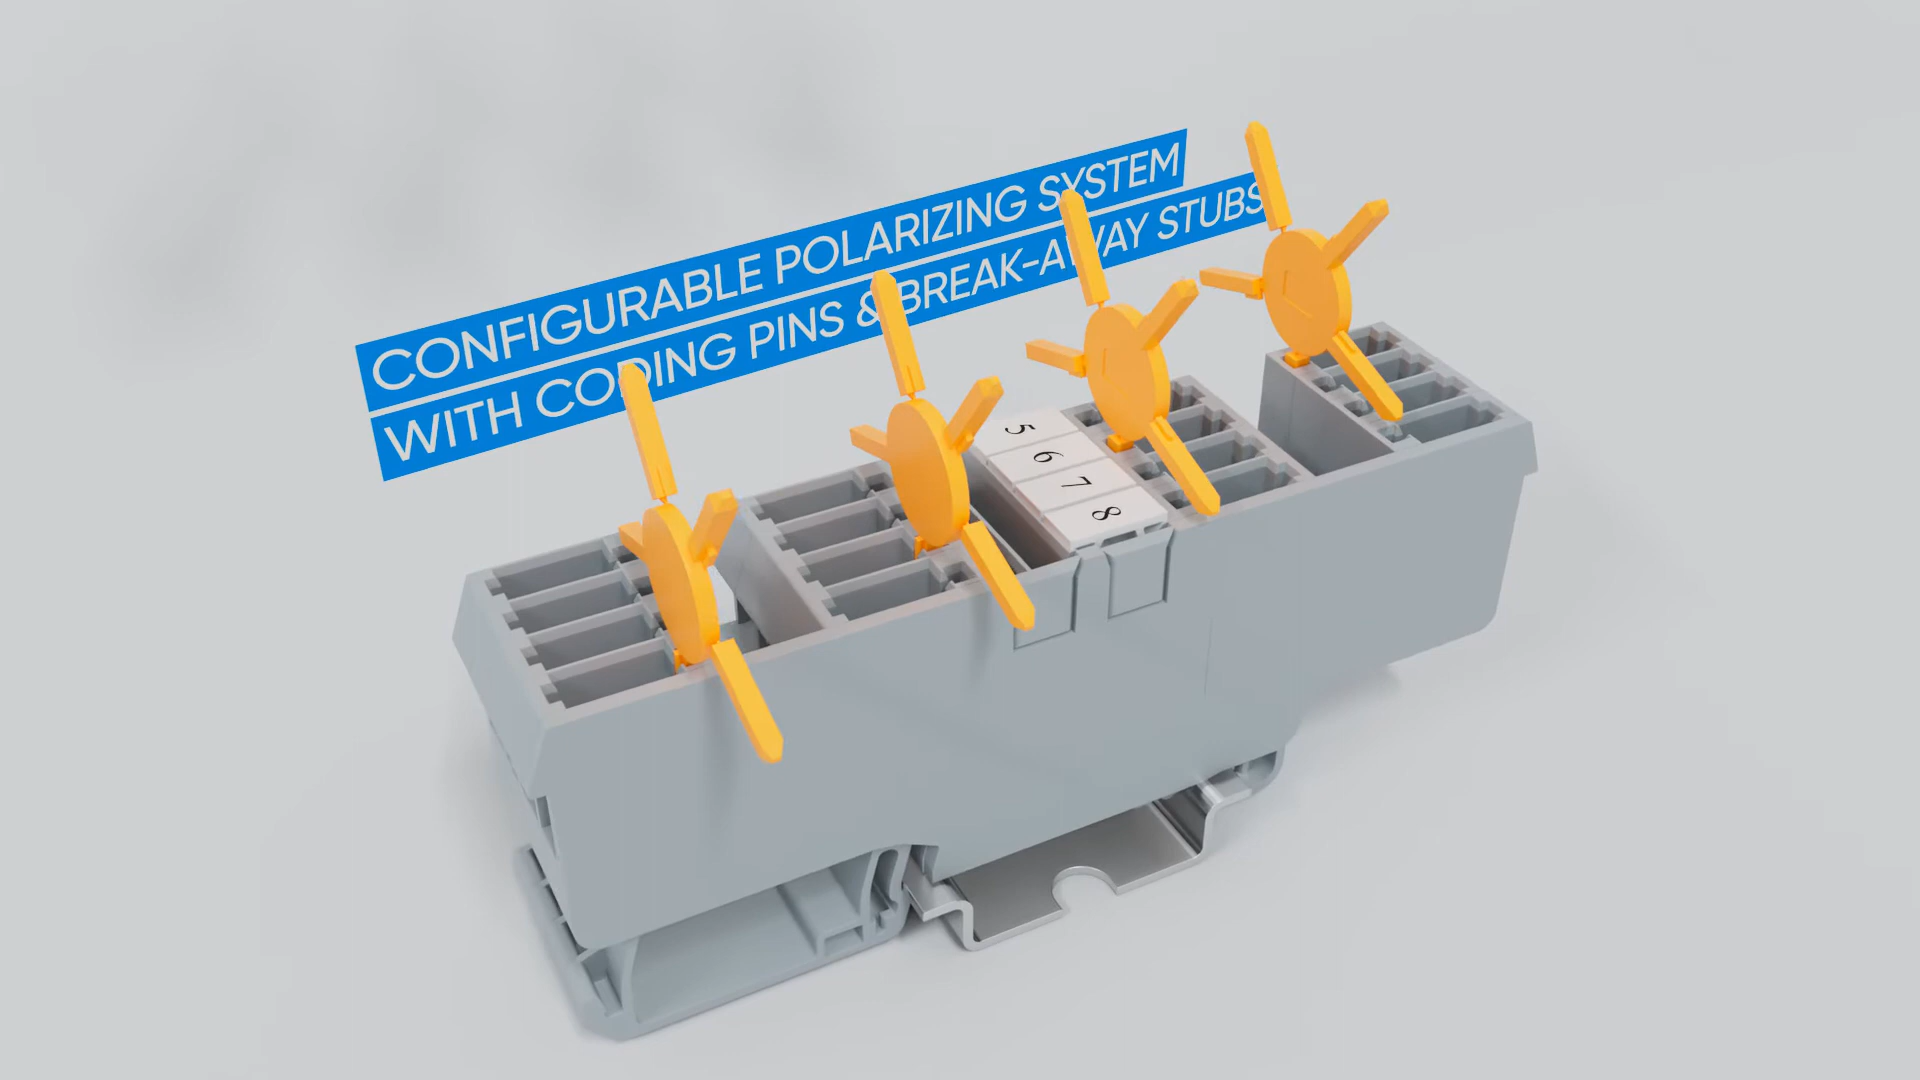 CONFIGURABLE POLARIZING SYSTEM
WITH CODING PINS & BREAK-AWAY STUBS
5
6
7
8